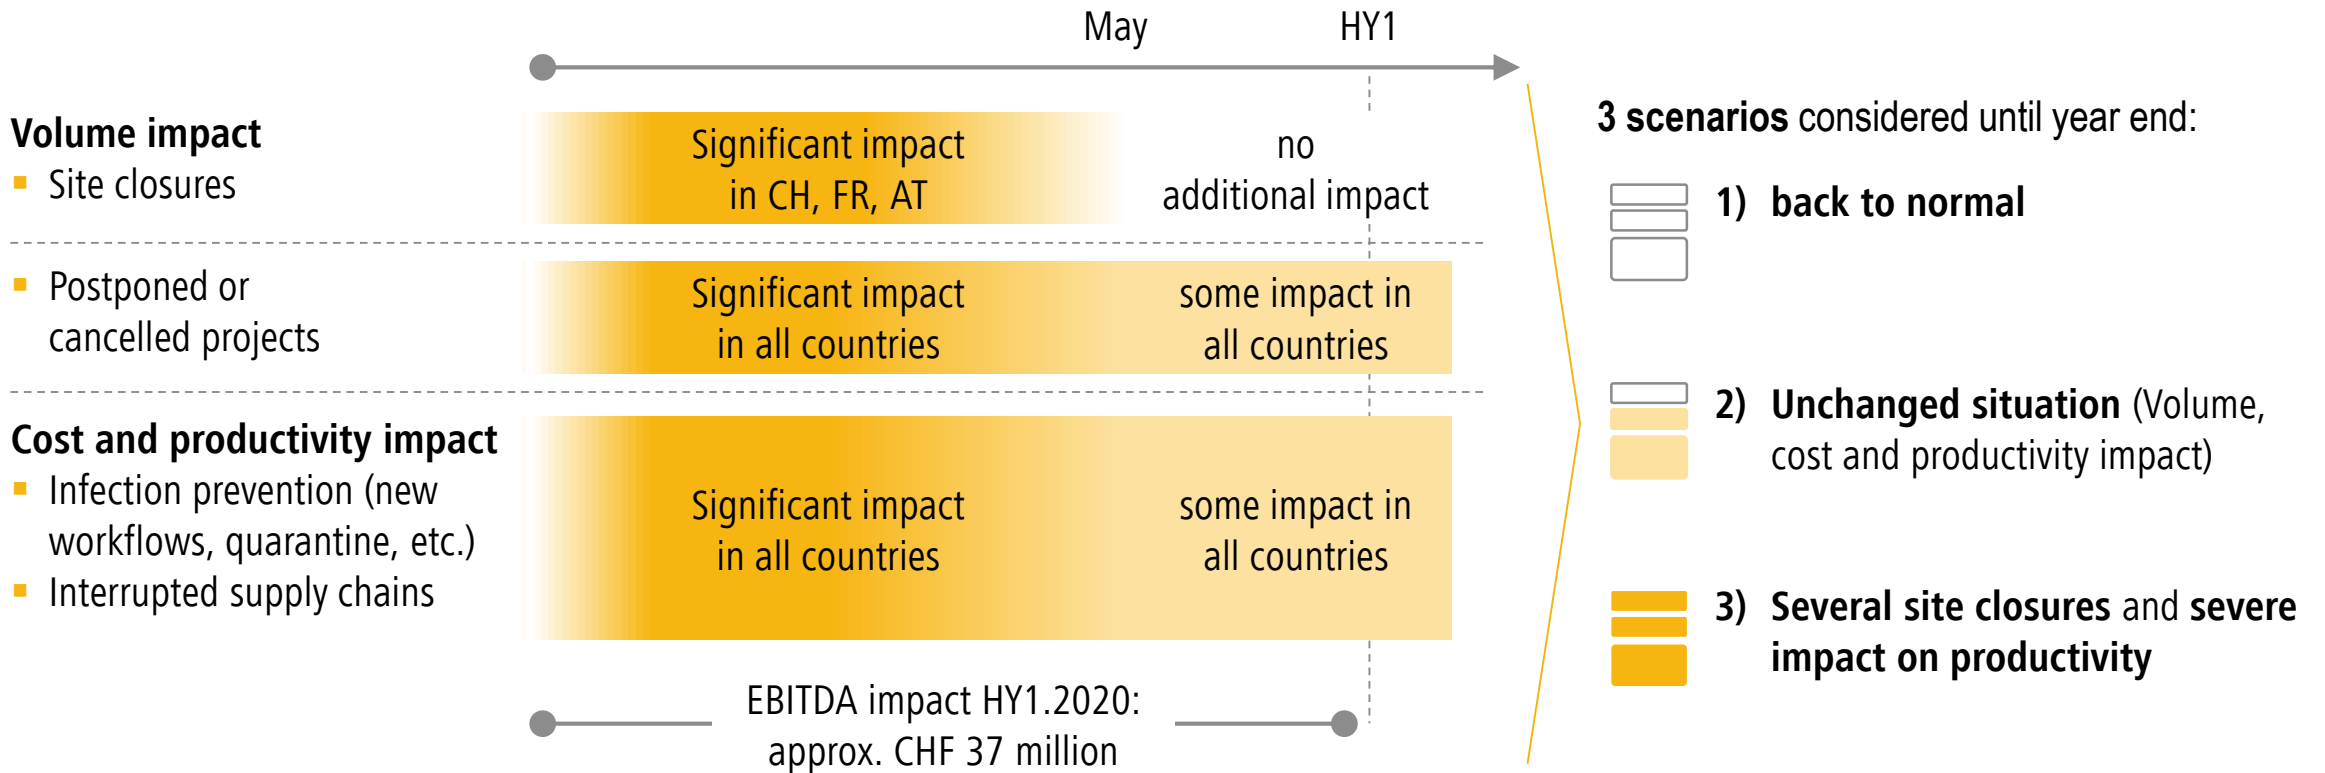 May
HY1
Volume impact
▪ Site closures
Significant impact
in CH, FR, AT
no
additional impact
▪ Postponed or
cancelled projects
Significant impact
in all countries
some impact in
all countries
Cost and productivity impact
▪ Infection prevention (new
workflows, quarantine, etc.)
▪ Interrupted supply chains
Significant impact
in all countries
some impact in
all countries
EBITDA impact HY1.2020:
approx. CHF 37 million
3 scenarios considered until year end:
1) back to normal
2) Unchanged situation (Volume,
cost and productivity impact)
3) Several site closures and severe
impact on productivity